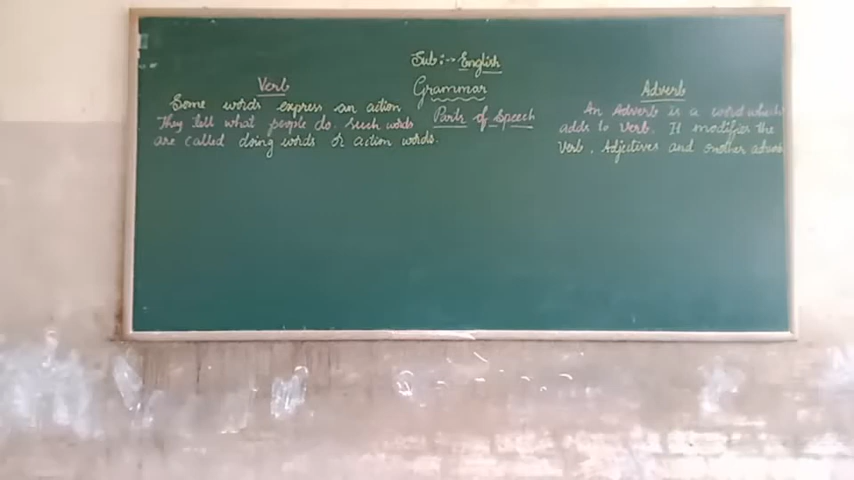 Sub:→ English
Grammar
Parts of Speech
Verb
Some words express an action
They tell what people do. Such words
are called doing words or action words.
Adverb
An Adverb is a word which
adds to Verb. It modifies the
Verb, Adjectives and another adverb